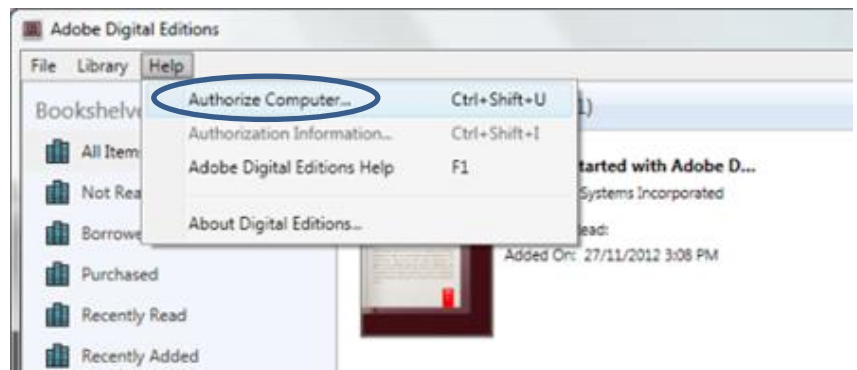 Adobe Digital Editions
File Library Help
Bookshelve
Authorize Computer... Ctrl+Shift+U
1)
Authorization Information... Ctrl+Shift+I
All Item
Adobe Digital Editions Help F1
tarted with Adobe D...
Not Rea
Systems Incorporated
About Digital Editions...
Borrowe
ead:
Added On: 27/11/2012 3:08 PM
Purchased
Recently Read
Recently Added